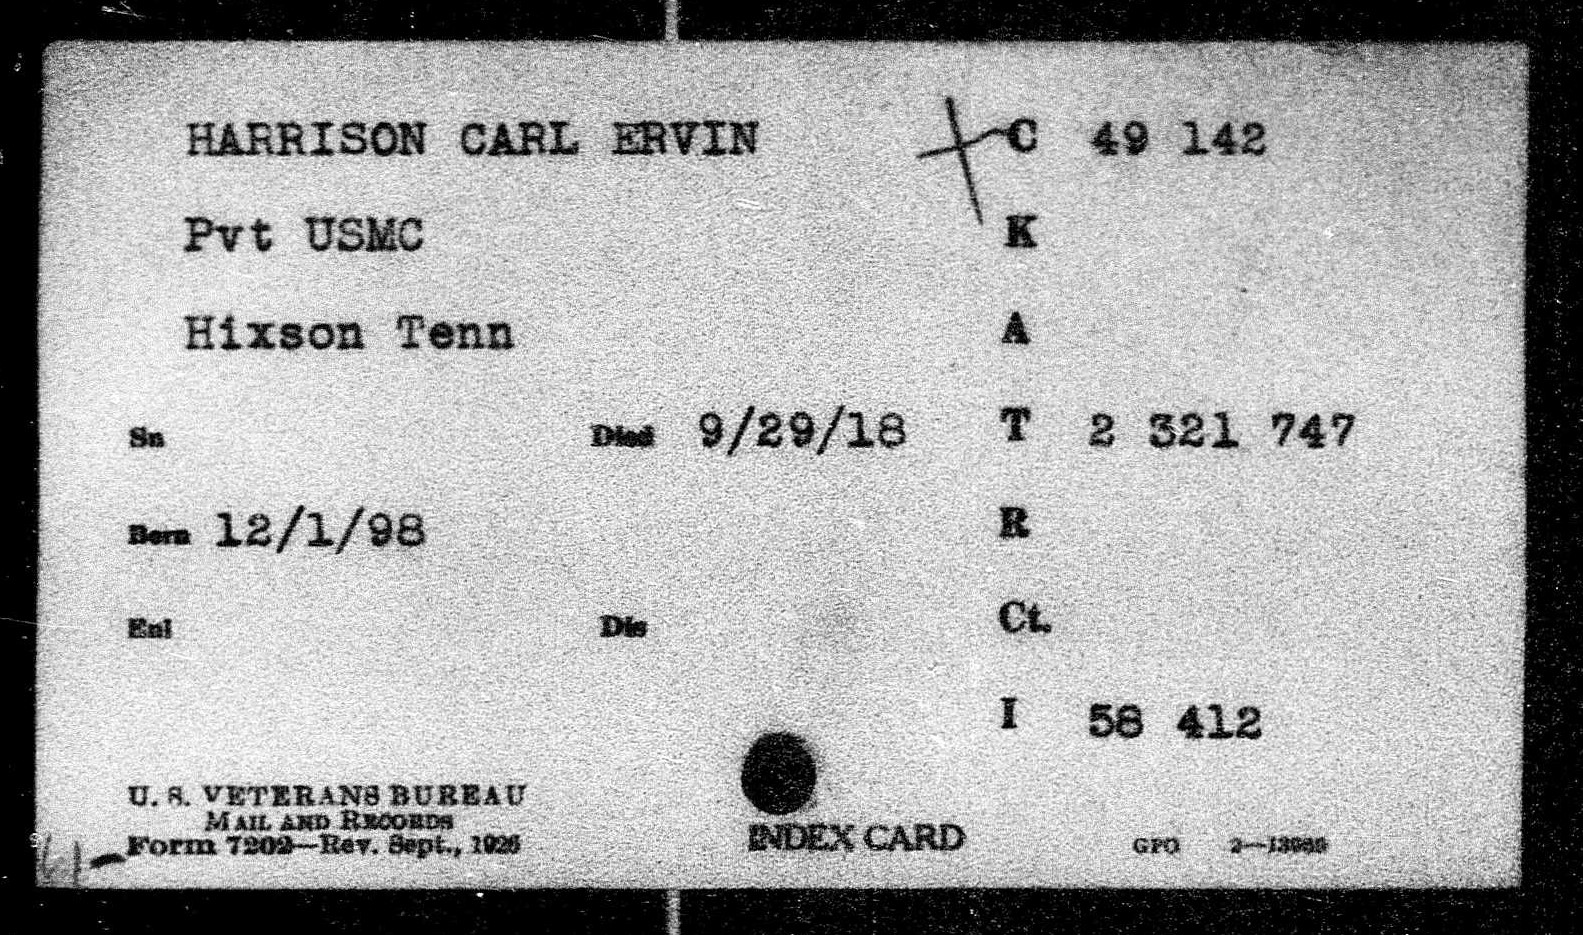 HARRISON CARL ERVIN C 49 142
Pvt USMC K
Hixson Tenn A
Sn Died 9/29/18 T 2 321 747
Born 12/1/98 R
Enl Dis Ct.
I 58 412
U. S. VETERANS BUREAU
MAIL AND RECORDS
Form 7202—Rev. Sept., 1926
INDEX CARD
GPO